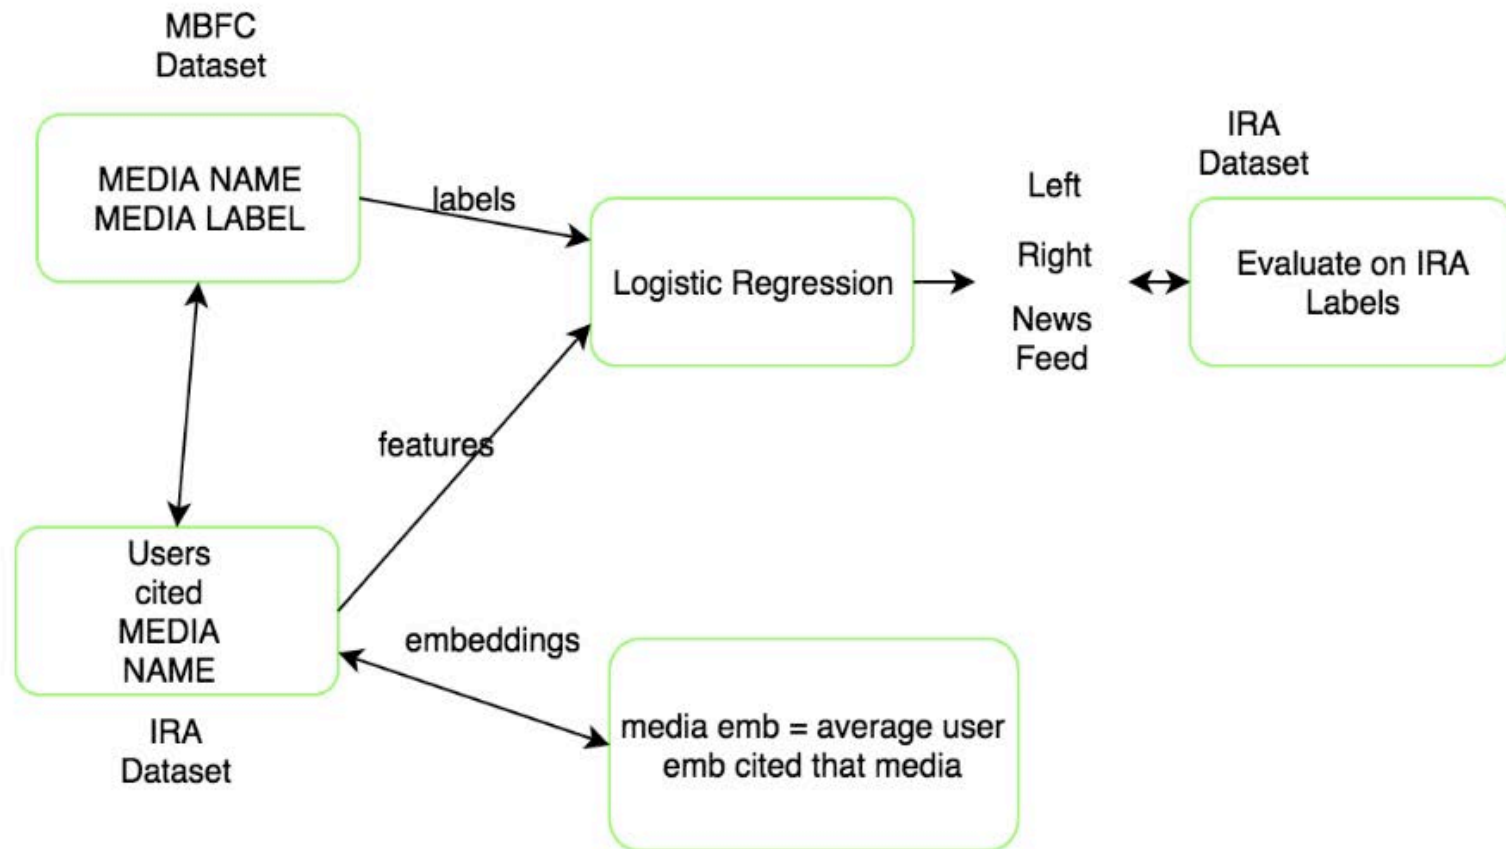 MBFC
Dataset
MEDIA NAME
MEDIA LABEL
labels
Logistic Regression
Left
Right
News
Feed
IRA
Dataset
Evaluate on IRA
Labels
features
Users
cited
MEDIA
NAME
IRA
Dataset
embeddings
media emb = average user
emb cited that media